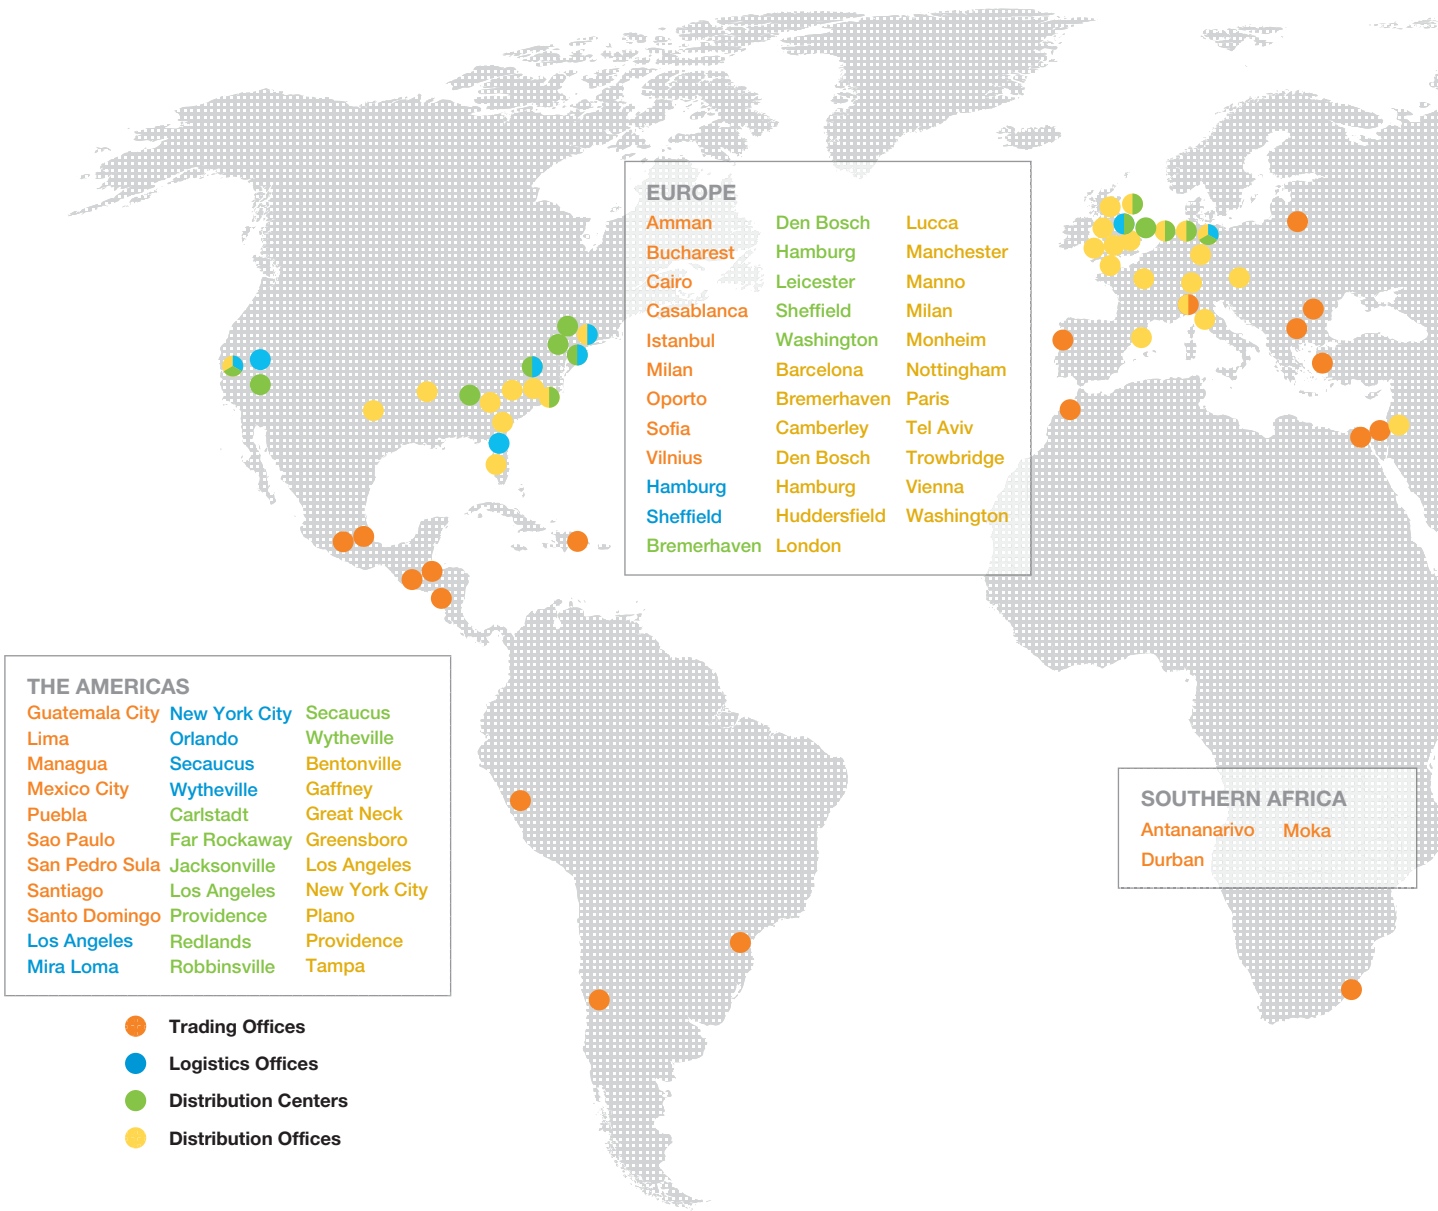 EUROPE
Amman
Bucharest
Cairo
Casablanca
Istanbul
Milan
Oporto
Sofia
Vilnius
Hamburg
Sheffield
Bremerhaven
Den Bosch
Hamburg
Leicester
Sheffield
Washington
Barcelona
Bremerhaven
Camberley
Den Bosch
Hamburg
Huddersfield
London
Lucca
Manchester
Manno
Milan
Monheim
Nottingham
Paris
Tel Aviv
Trowbridge
Vienna
Washington
THE AMERICAS
Guatemala City
Lima
Managua
Mexico City
Puebla
Sao Paulo
San Pedro Sula
Santiago
Santo Domingo
Los Angeles
Mira Loma
New York City
Orlando
Secaucus
Wytheville
Carlstadt
Far Rockaway
Jacksonville
Los Angeles
Providence
Redlands
Robbinsville
Secaucus
Wytheville
Bentonville
Gaffney
Great Neck
Greensboro
Los Angeles
New York City
Plano
Providence
Tampa
SOUTHERN AFRICA
Antananarivo
Durban
Moka
Trading Offices
Logistics Offices
Distribution Centers
Distribution Offices